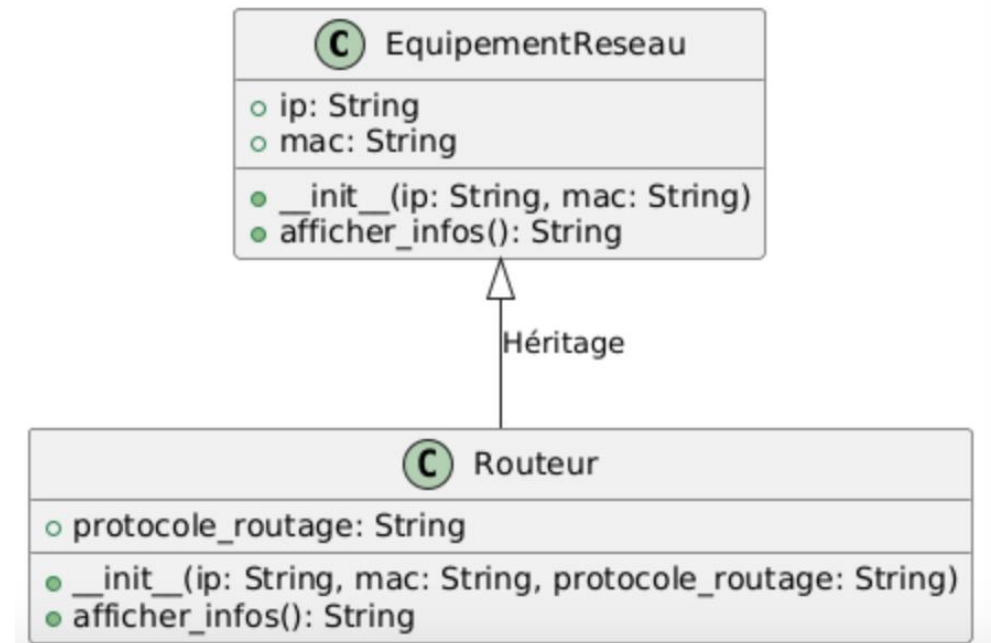 C EquipementReseau
ip: String
mac: String
__init__(ip: String, mac: String)
afficher_infos(): String
Héritage
C Routeur
protocole_routage: String
__init__(ip: String, mac: String, protocole_routage: String)
afficher_infos(): String